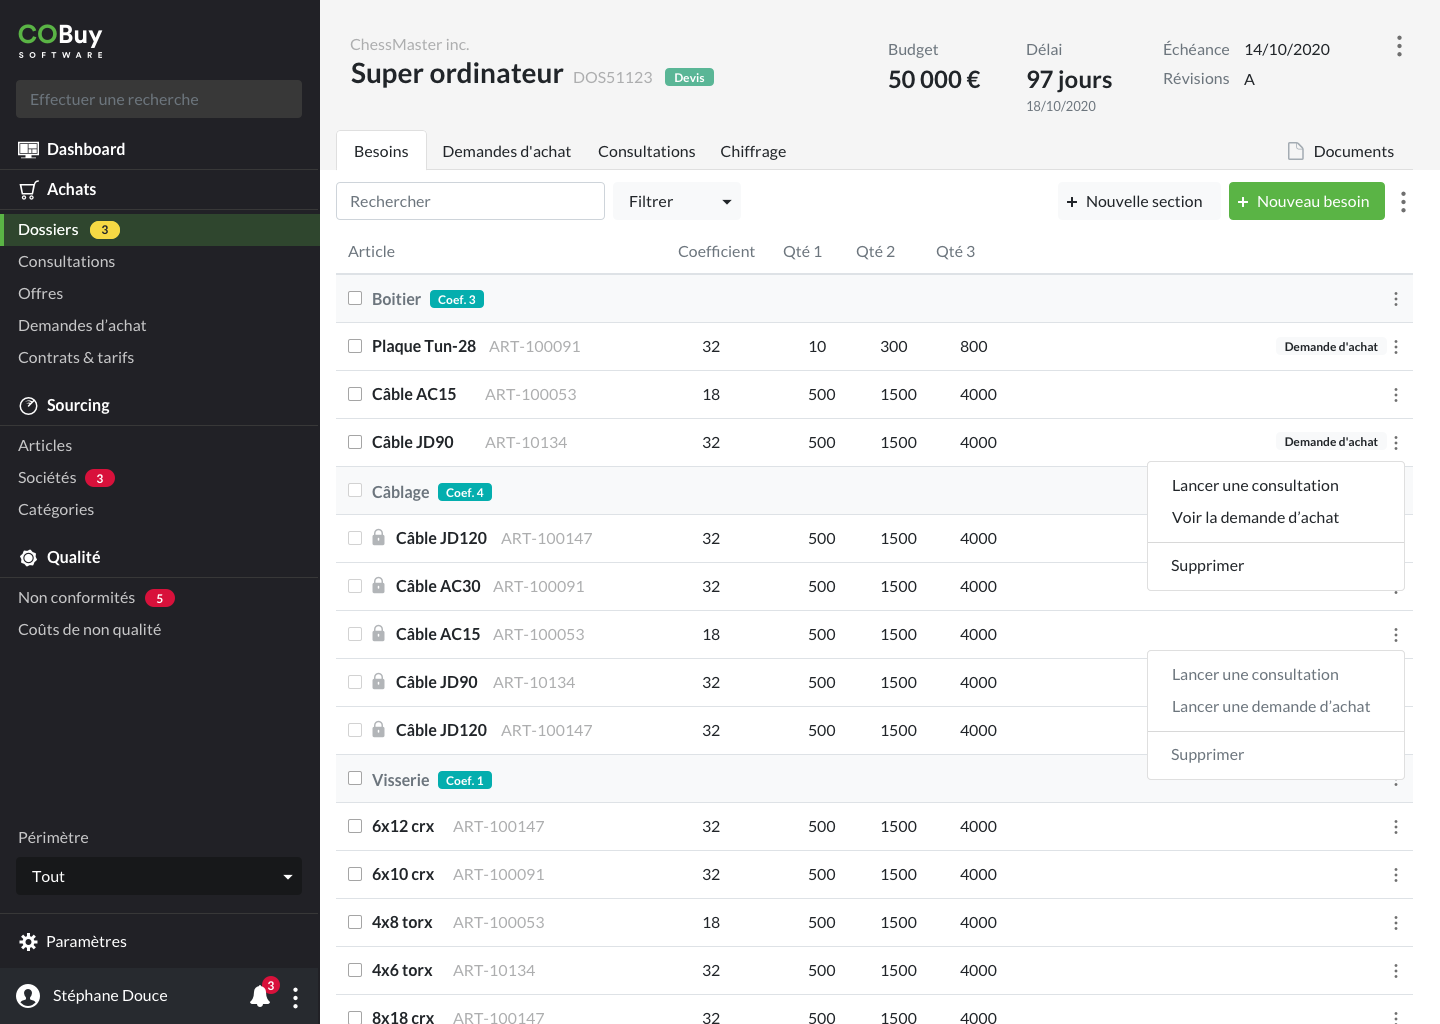 COBuy
SOFTWARE
Effectuer une recherche
Dashboard
Achats
Dossiers 3
Consultations
Offres
Demandes d’achat
Contrats & tarifs
Sourcing
Articles
Sociétés 3
Catégories
Qualité
Non conformités 5
Coûts de non qualité
Périmètre
Tout
Paramètres
Stéphane Douce 3
ChessMaster inc.
Super ordinateur DOS51123 Devis
Budget
50 000 €
Délai
97 jours
18/10/2020
Échéance 14/10/2020
Révisions A
Besoins Demandes d'achat Consultations Chiffrage Documents
Rechercher Filtrer + Nouvelle section + Nouveau besoin
Article Coefficient Qté 1 Qté 2 Qté 3
Boitier Coef. 3
Plaque Tun-28 ART-100091 32 10 300 800 Demande d'achat
Câble AC15 ART-100053 18 500 1500 4000
Câble JD90 ART-10134 32 500 1500 4000 Demande d'achat
Câblage Coef. 4
Câble JD120 ART-100147 32 500 1500 4000
Câble AC30 ART-100091 32 500 1500 4000
Câble AC15 ART-100053 18 500 1500 4000
Câble JD90 ART-10134 32 500 1500 4000
Câble JD120 ART-100147 32 500 1500 4000
Visserie Coef. 1
6x12 crx ART-100147 32 500 1500 4000
6x10 crx ART-100091 32 500 1500 4000
4x8 torx ART-100053 18 500 1500 4000
4x6 torx ART-10134 32 500 1500 4000
8x18 crx ART-100147 32 500 1500 4000
Lancer une consultation
Voir la demande d’achat
Supprimer
Lancer une consultation
Lancer une demande d’achat
Supprimer